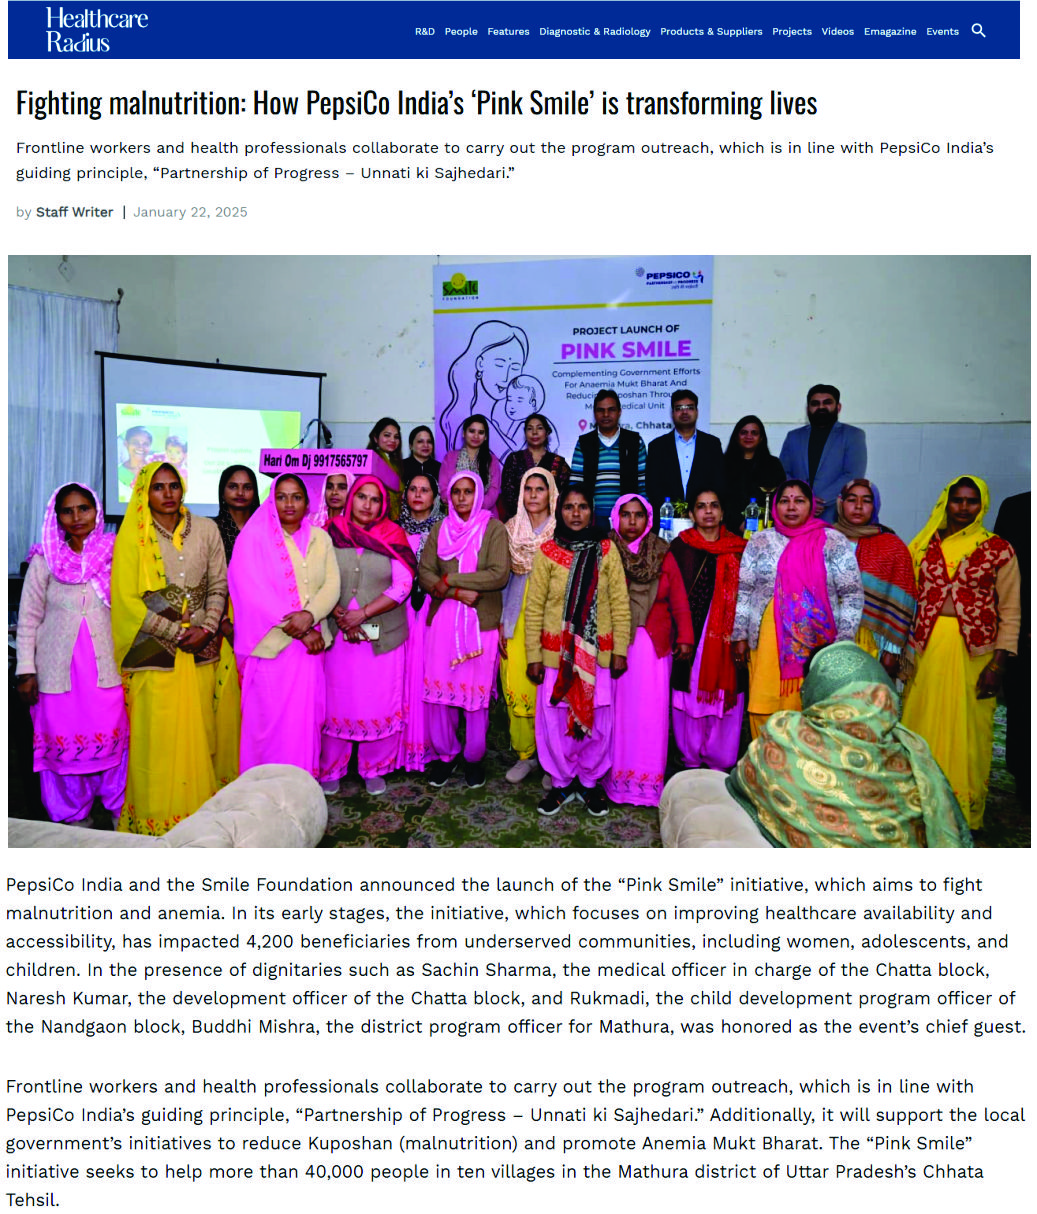 Healthcare
Radius
R&D People Features Diagnostic & Radiology Products & Suppliers Projects Videos Emagazine Events
Fighting malnutrition: How PepsiCo India’s ‘Pink Smile’ is transforming lives
Frontline workers and health professionals collaborate to carry out the program outreach, which is in line with PepsiCo India’s
guiding principle, “Partnership of Progress – Unnati ki Sajhedari.”
by Staff Writer | January 22, 2025
Smile
FOUNDATION
PEPSICO
PARTNERSHIP OF PROGRESS
PROJECT LAUNCH OF
PINK SMILE
Complementing Government Efforts
For Anaemia Mukt Bharat And
Hari Om Dj 9917565797
PepsiCo India and the Smile Foundation announced the launch of the “Pink Smile” initiative, which aims to fight
malnutrition and anemia. In its early stages, the initiative, which focuses on improving healthcare availability and
accessibility, has impacted 4,200 beneficiaries from underserved communities, including women, adolescents, and
children. In the presence of dignitaries such as Sachin Sharma, the medical officer in charge of the Chatta block,
Naresh Kumar, the development officer of the Chatta block, and Rukmadi, the child development program officer of
the Nandgaon block, Buddhi Mishra, the district program officer for Mathura, was honored as the event’s chief guest.
Frontline workers and health professionals collaborate to carry out the program outreach, which is in line with
PepsiCo India’s guiding principle, “Partnership of Progress – Unnati ki Sajhedari.” Additionally, it will support the local
government’s initiatives to reduce Kuposhan (malnutrition) and promote Anemia Mukt Bharat. The “Pink Smile”
initiative seeks to help more than 40,000 people in ten villages in the Mathura district of Uttar Pradesh’s Chhata
Tehsil.